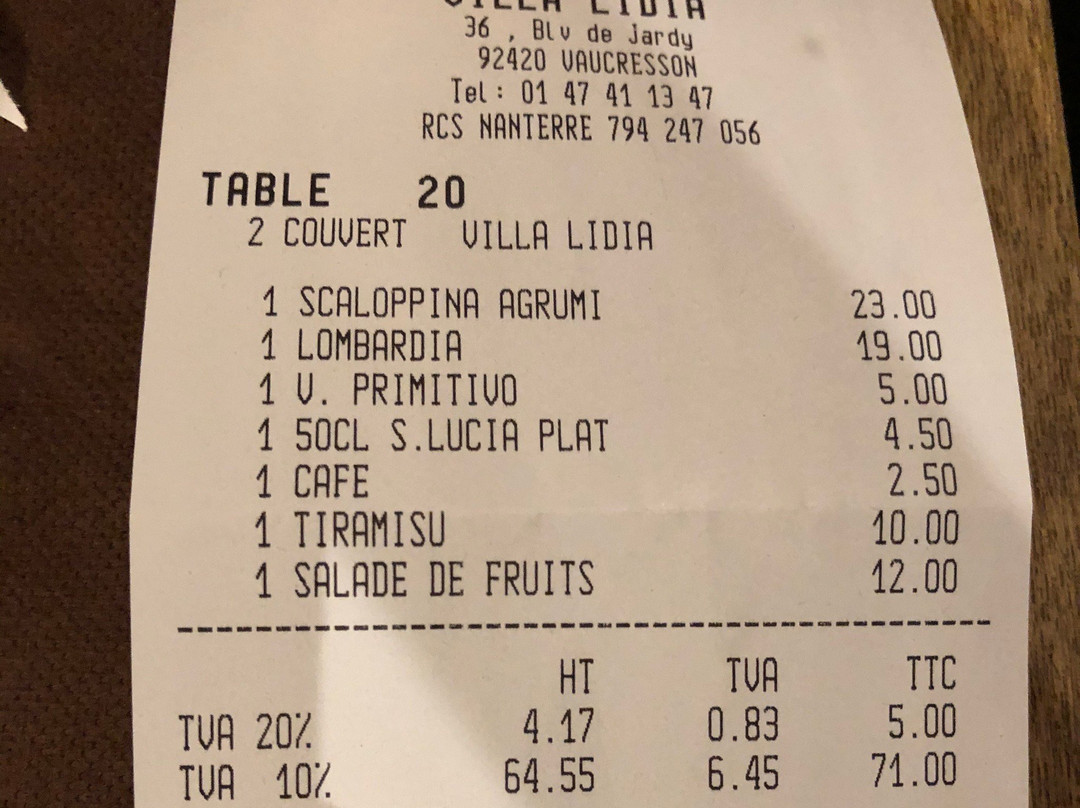 VILLA LIDIA
36 , Blv de Jardy
92420 VAUCRESSON
Tel : 01 47 41 13 47
RCS NANTERRE 794 247 056
TABLE 20
2 COUVERT VILLA LIDIA
1 SCALOPPINA AGRUMI 23.00
1 LOMBARDIA 19.00
1 V. PRIMITIVO 5.00
1 50CL S.LUCIA PLAT 4.50
1 CAFE 2.50
1 TIRAMISU 10.00
1 SALADE DE FRUITS 12.00
HT TVA TTC
TVA 20% 4.17 0.83 5.00
TVA 10% 64.55 6.45 71.00